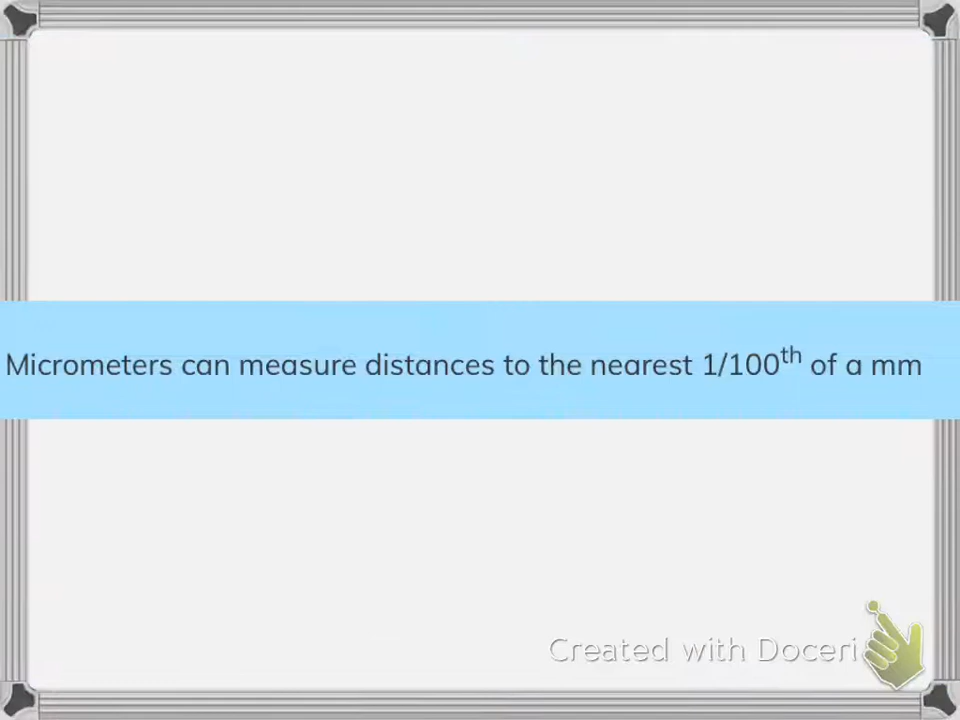 Micrometers can measure distances to the nearest 1/100th of a mm
Created with Doceri